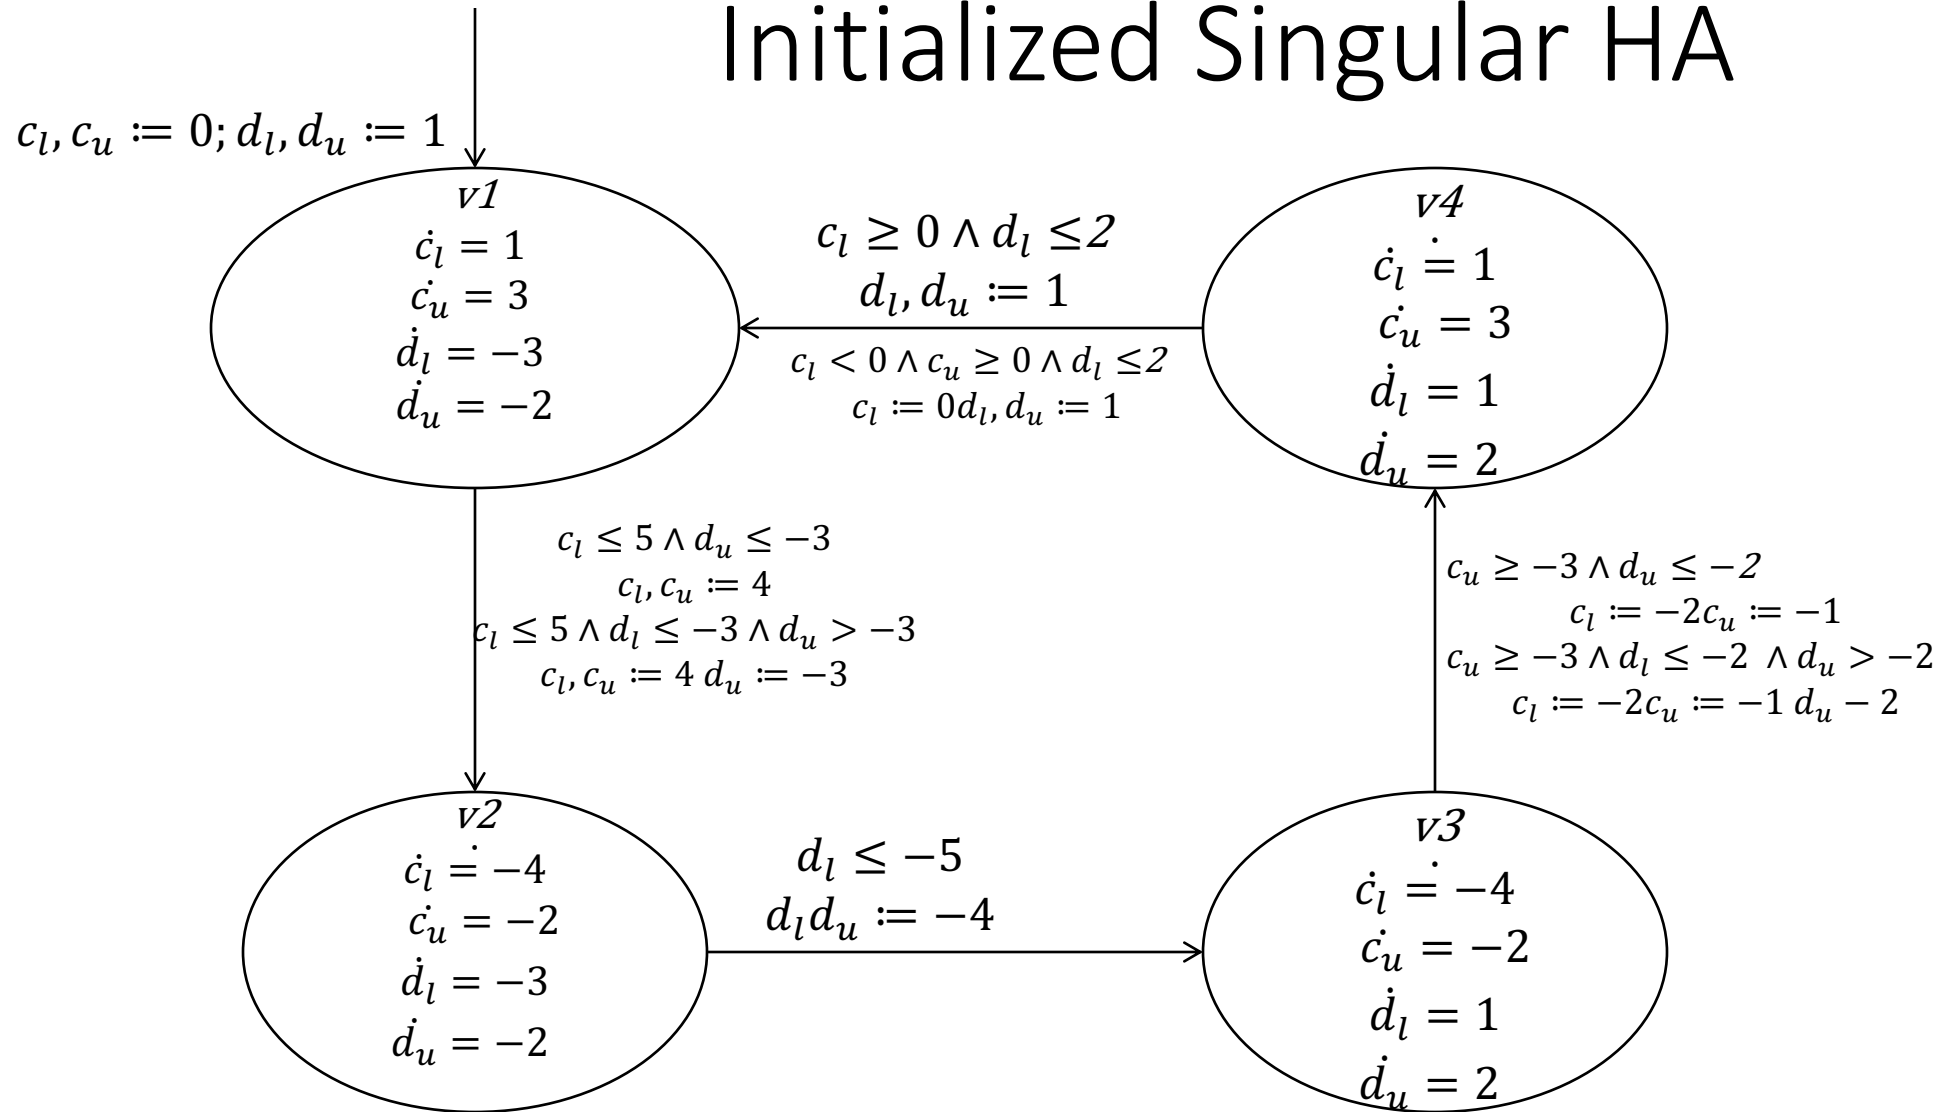 Initialized Singular HA
c_l, c_u ≔ 0; d_l, d_u ≔ 1
v1
ċ_l = 1
ċ_u = 3
ḋ_l = −3
ḋ_u = −2
c_l ≥ 0 ∧ d_l ≤2
d_l, d_u ≔ 1
c_l < 0 ∧ c_u ≥ 0 ∧ d_l ≤2
c_l ≔ 0d_l, d_u ≔ 1
v4
ċ_l = 1
ċ_u = 3
ḋ_l = 1
ḋ_u = 2
c_l ≤ 5 ∧ d_u ≤ −3
c_l, c_u ≔ 4
c_l ≤ 5 ∧ d_l ≤ −3 ∧ d_u > −3
c_l, c_u ≔ 4 d_u ≔ −3
c_u ≥ −3 ∧ d_u ≤ −2
c_l ≔ −2c_u ≔ −1
c_u ≥ −3 ∧ d_l ≤ −2 ∧ d_u > −2
c_l ≔ −2c_u ≔ −1 d_u − 2
v2
ċ_l = −4
ċ_u = −2
ḋ_l = −3
ḋ_u = −2
d_l ≤ −5
d_l d_u ≔ −4
v3
ċ_l = −4
ċ_u = −2
ḋ_l = 1
ḋ_u = 2